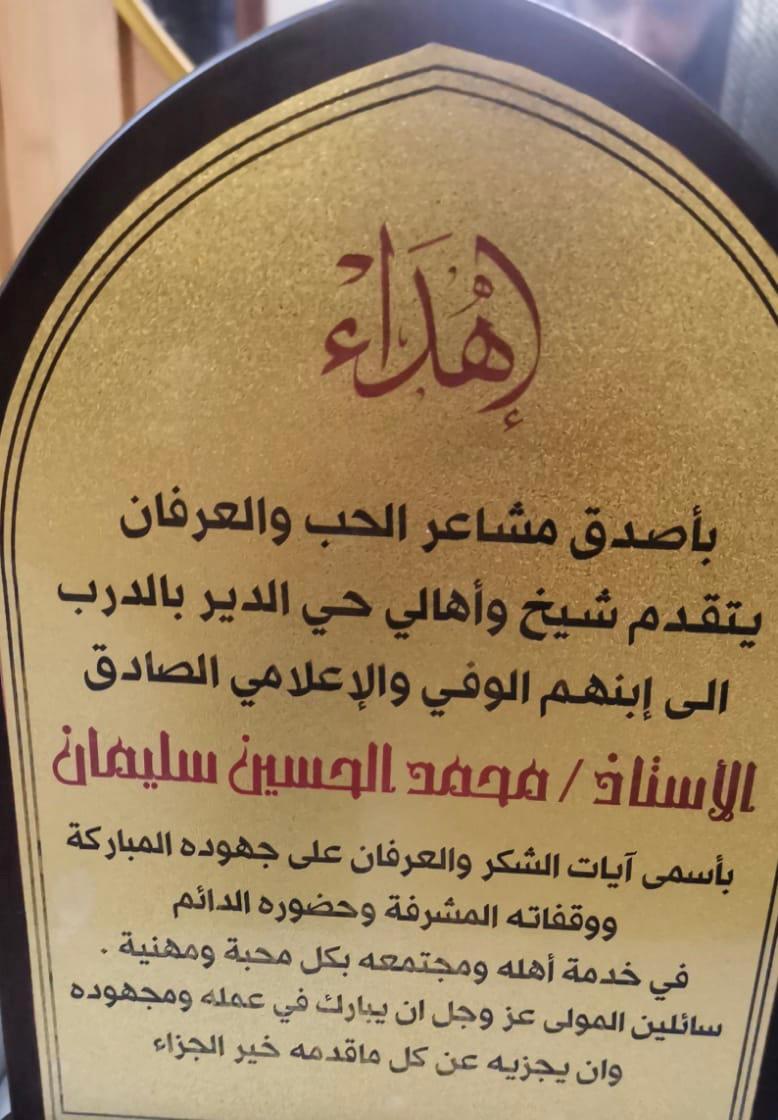 إهداء
بأصدق مشاعر الحب والعرفان
يتقدم شيخ وأهالي حي الدير بالدرب
الى إبنهم الوفي والإعلامي الصادق
الأستاذ / محمد الحسين سليمان
بأسمى آيات الشكر والعرفان على جهوده المباركة
ووقفاته المشرفة وحضوره الدائم
في خدمة أهله ومجتمعه بكل محبة ومهنية .
سائلين المولى عز وجل ان يبارك في عمله ومجهوده
وان يجزيه عن كل ماقدمه خير الجزاء